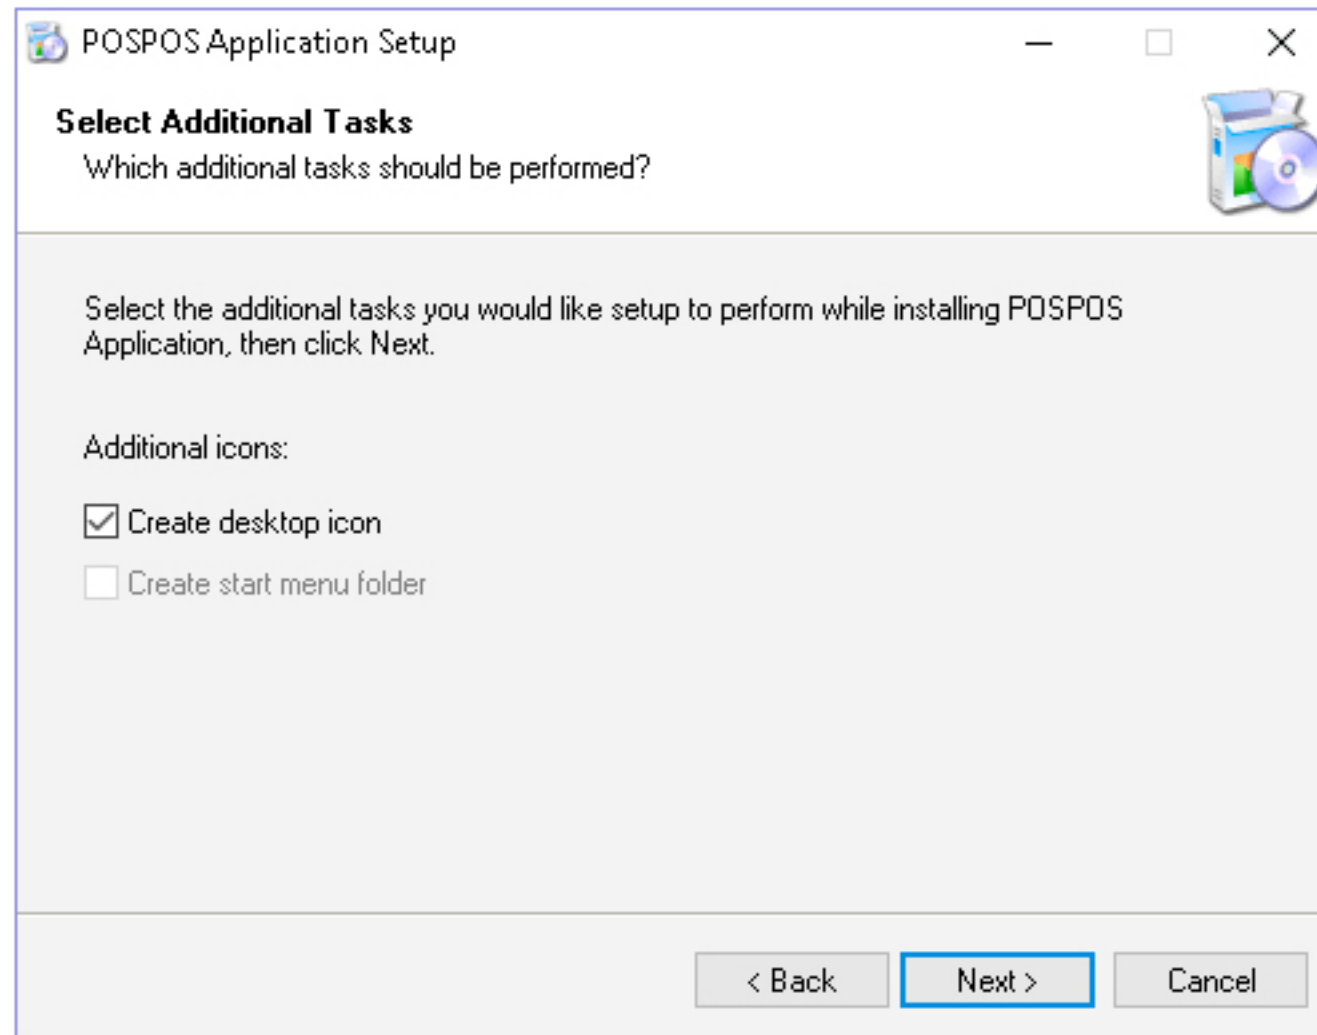 POSPOS Application Setup
Select Additional Tasks
Which additional tasks should be performed?
Select the additional tasks you would like setup to perform while installing POSPOS
Application, then click Next.
Additional icons:
Create desktop icon
Create start menu folder
< Back Next > Cancel